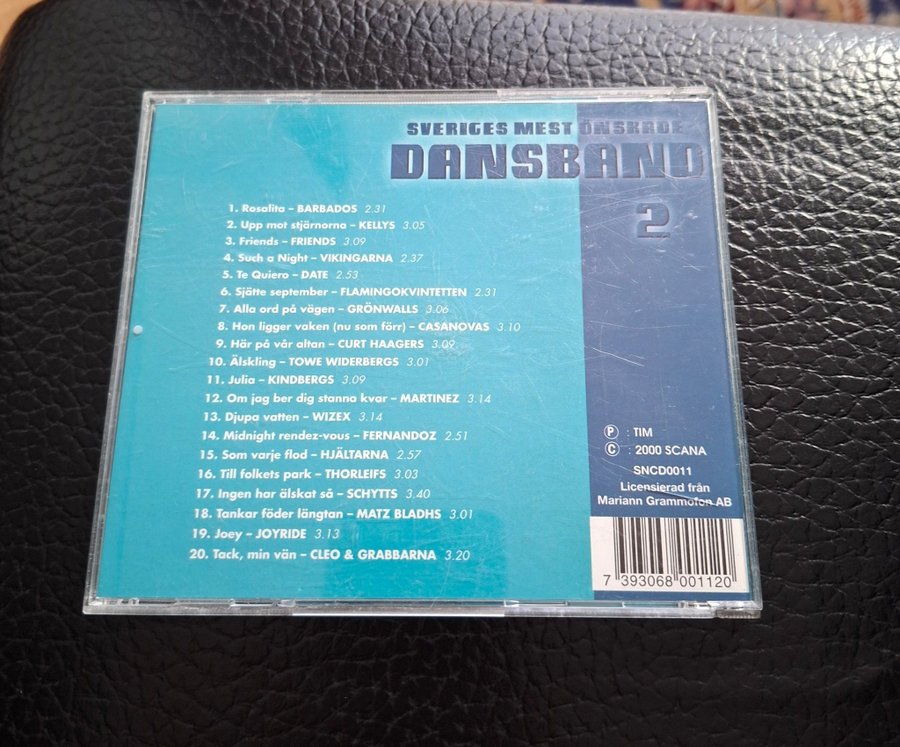 SVERIGES MEST ÖNSKADE
DANSBAND
2
1. Rosalita – BARBADOS 2.31
2. Upp mot stjärnorna – KELLYS 3.05
3. Friends – FRIENDS 3.09
4. Such a Night – VIKINGARNA 2.37
5. Te Quiero – DATE 2.53
6. Sjätte september – FLAMINGOKVINTETTEN 2.31
7. Alla ord på vägen – GRÖNWALLS 3.06
8. Hon ligger vaken (nu som förr) – CASANOVAS 3.10
9. Här på vår altan – CURT HAAGERS 3.09
10. Älskling – TOWE WIDERBERGS 3.01
11. Julia – KINDBERGS 3.09
12. Om jag ber dig stanna kvar – MARTINEZ 3.14
13. Djupa vatten – WIZEX 3.14
14. Midnight rendez-vous – FERNANDOZ 2.51
15. Som varje flod – HJÄLTARNA 2.57
16. Till folkets park – THORLEIFS 3.03
17. Ingen har älskat så – SCHYTTS 3.40
18. Tankar föder längtan – MATZ BLADHS 3.01
19. Joey – JOYRIDE 3.13
20. Tack, min vän – CLEO & GRABBARNA 3.20
Ⓟ : TIM
Ⓒ : 2000 SCANA
SNCD0011
Licensierad från
Mariann Grammofon AB
7 393068 001120